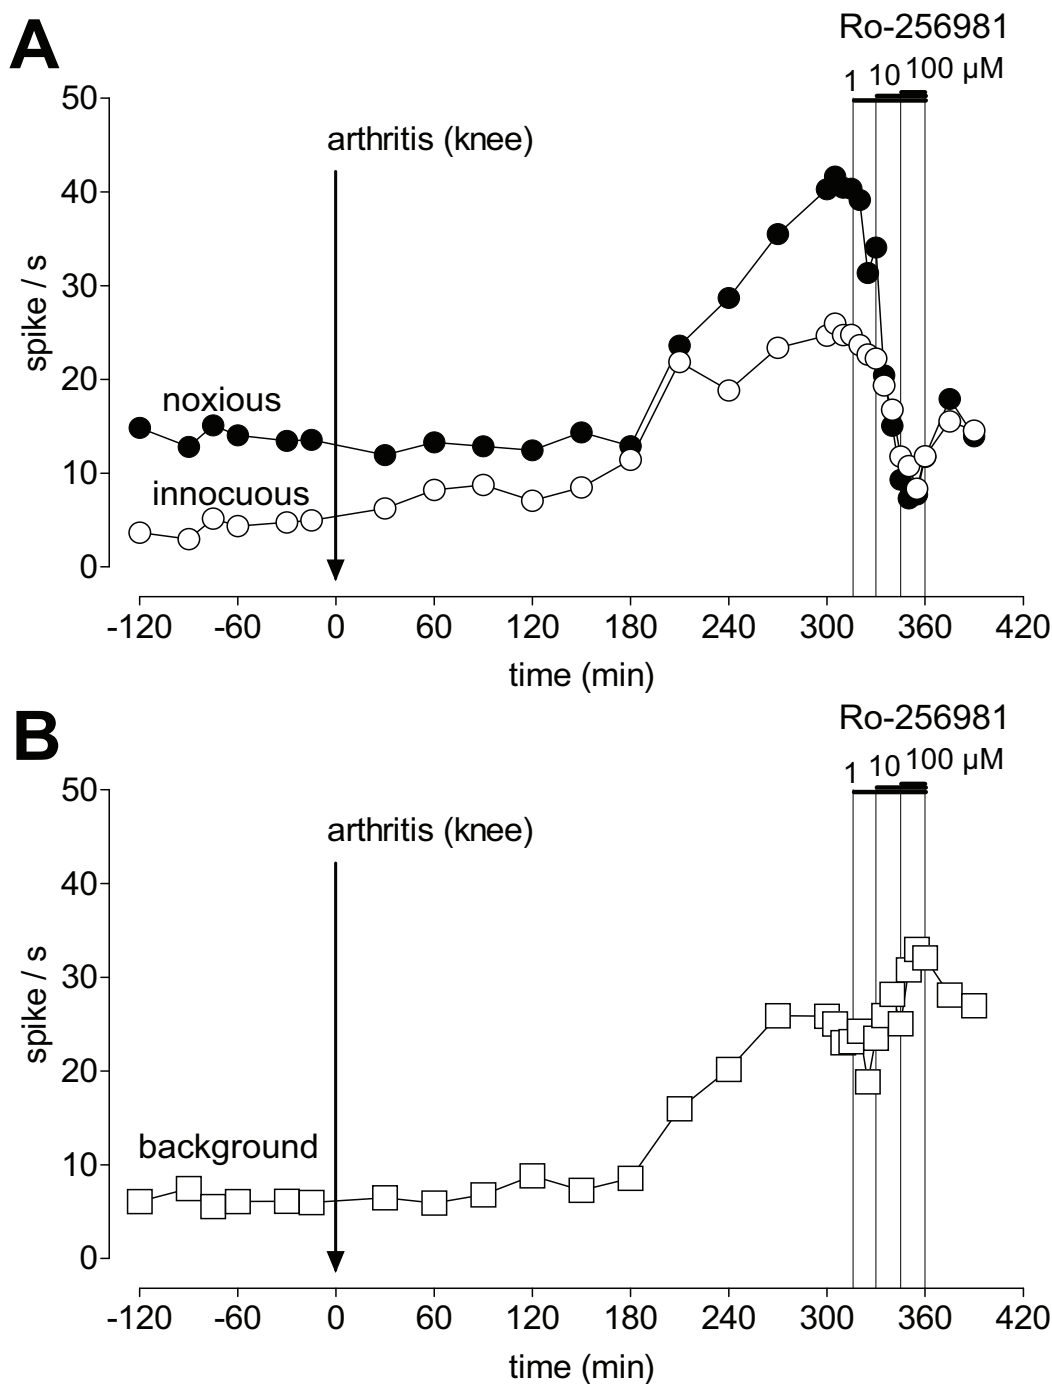 A
Ro-256981
1 10 100 µM
50
arthritis (knee)
40
30
spike / s
20
noxious
10
innocuous
0
-120 -60 0 60 120 180 240 300 360 420
time (min)
B
Ro-256981
1 10 100 µM
50
arthritis (knee)
40
30
spike / s
20
background
10
0
-120 -60 0 60 120 180 240 300 360 420
time (min)